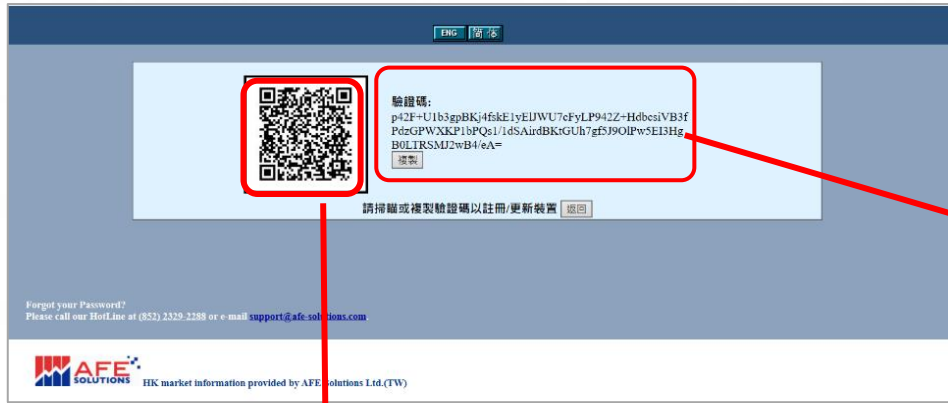 ENG 简体
驗證碼:
p42F+U1b3gpBKj4fskE1yElJWU7cFyLP942Z+HdbcsiVB3f
PdzGPWXKP1bPQs1/1dSAirdBKtGUh7gf5J9OlPw5EI3Hg
B0LTRSMJ2wB4/eA=
複製
請掃瞄或複製驗證碼以註冊/更新裝置 返回
Forgot your Password?
Please call our HotLine at (852) 2329-2288 or e-mail support@afe-solutions.com.
AFE
SOLUTIONS
HK market information provided by AFE Solutions Ltd.(TW)